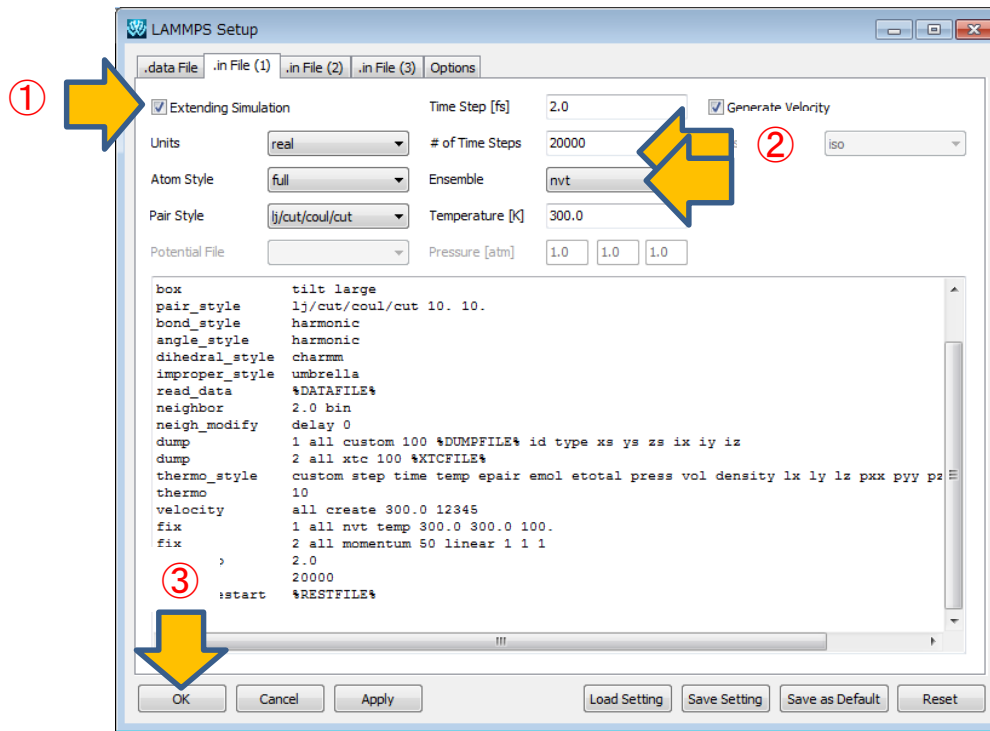 LAMMPS Setup
.data File .in File (1) .in File (2) .in File (3) Options
①
Extending Simulation Time Step [fs] 2.0 Generate Velocity
Units real # of Time Steps 20000 ② iso
Atom Style full Ensemble nvt
Pair Style lj/cut/coul/cut Temperature [K] 300.0
Potential File Pressure [atm] 1.0 1.0 1.0
box tilt large
pair_style lj/cut/coul/cut 10. 10.
bond_style harmonic
angle_style harmonic
dihedral_style charmm
improper_style umbrella
read_data %DATAFILE%
neighbor 2.0 bin
neigh_modify delay 0
dump 1 all custom 100 %DUMPFILE% id type xs ys zs ix iy iz
dump 2 all xtc 100 %XTCFILE%
thermo_style custom step time temp epair emol etotal press vol density lx ly lz pxx pyy pz
thermo 10
velocity all create 300.0 12345
fix 1 all nvt temp 300.0 300.0 100.
fix 2 all momentum 50 linear 1 1 1
2.0
③ 20000
estart %RESTFILE%
OK Cancel Apply Load Setting Save Setting Save as Default Reset